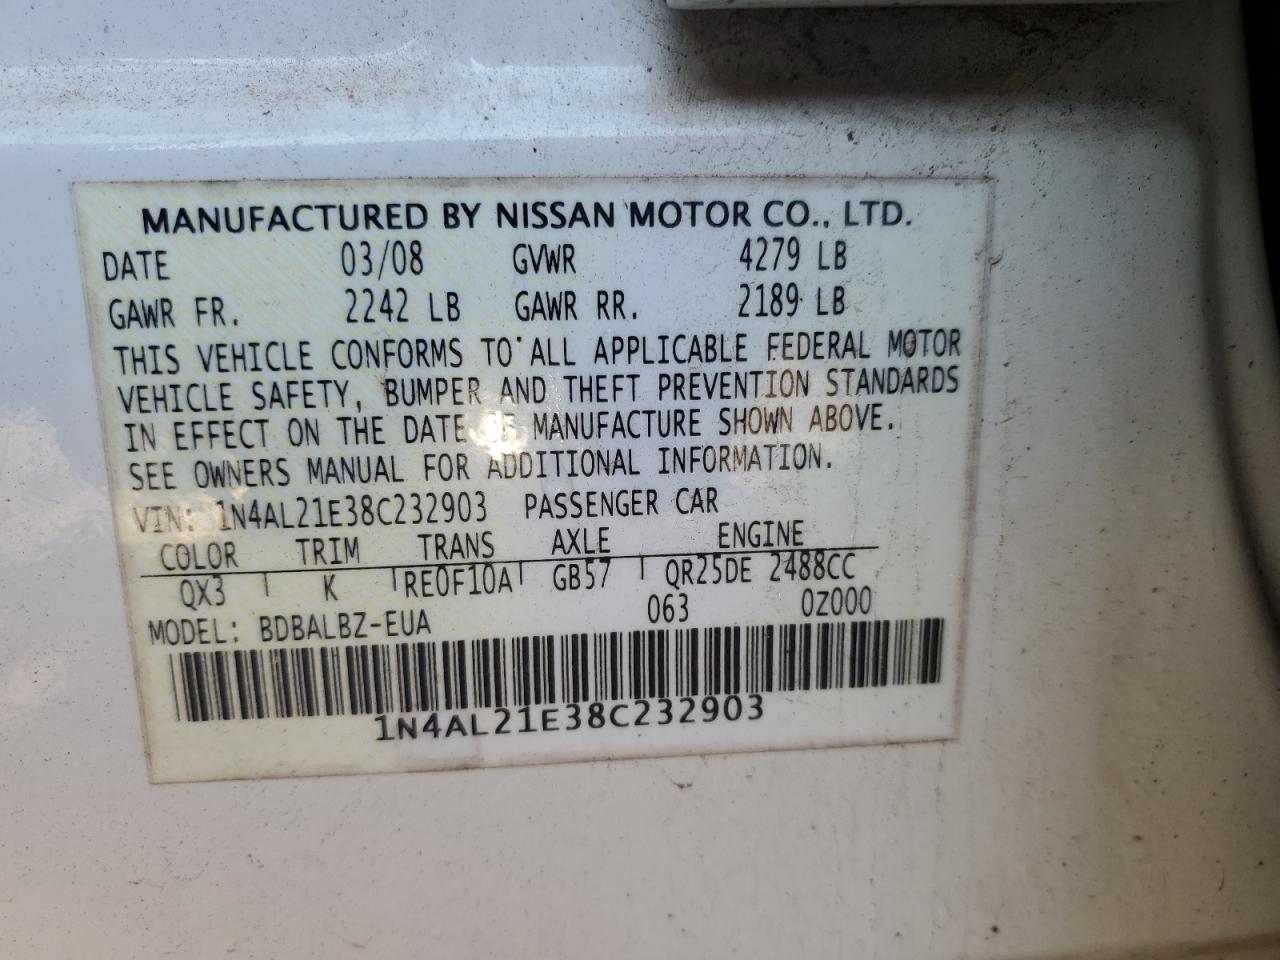 MANUFACTURED BY NISSAN MOTOR CO., LTD.
DATE 03/08 GVWR 4279 LB
GAWR FR. 2242 LB GAWR RR. 2189 LB
THIS VEHICLE CONFORMS TO ALL APPLICABLE FEDERAL MOTOR
VEHICLE SAFETY, BUMPER AND THEFT PREVENTION STANDARDS
IN EFFECT ON THE DATE OF MANUFACTURE SHOWN ABOVE.
SEE OWNERS MANUAL FOR ADDITIONAL INFORMATION.
VIN: 1N4AL21E38C232903 PASSENGER CAR
COLOR TRIM TRANS AXLE ENGINE
QX3 K RE0F10A GB57 QR25DE 2488CC
MODEL: BDBALBZ-EUA 063 0Z000
1N4AL21E38C232903